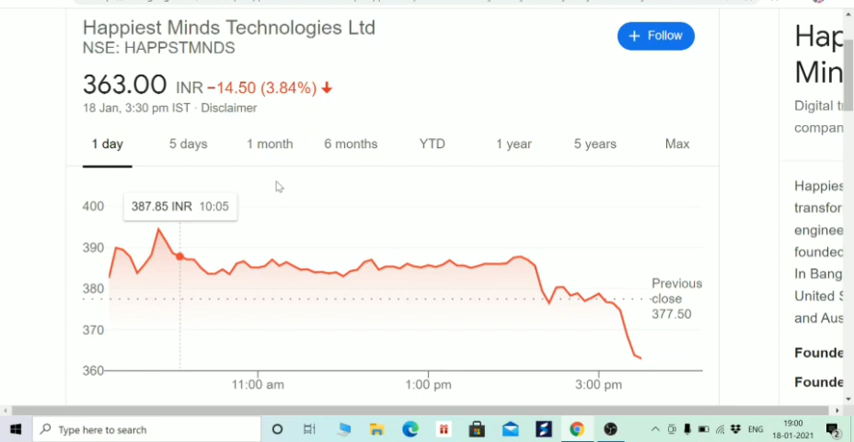 Happiest Minds Technologies Ltd
NSE: HAPPSTMNDS
+ Follow
363.00 INR −14.50 (3.84%)
18 Jan, 3:30 pm IST · Disclaimer
1 day 5 days 1 month 6 months YTD 1 year 5 years Max
387.85 INR 10:05
400
390
380
370
360
Previous
close
377.50
11:00 am 1:00 pm 3:00 pm
Hap
Min
Digital t
compan
Happies
transfor
enginee
founded
In Bang
United S
and Aus
Founde
Founde
Type here to search
ENG
19:00
18-01-2021
2